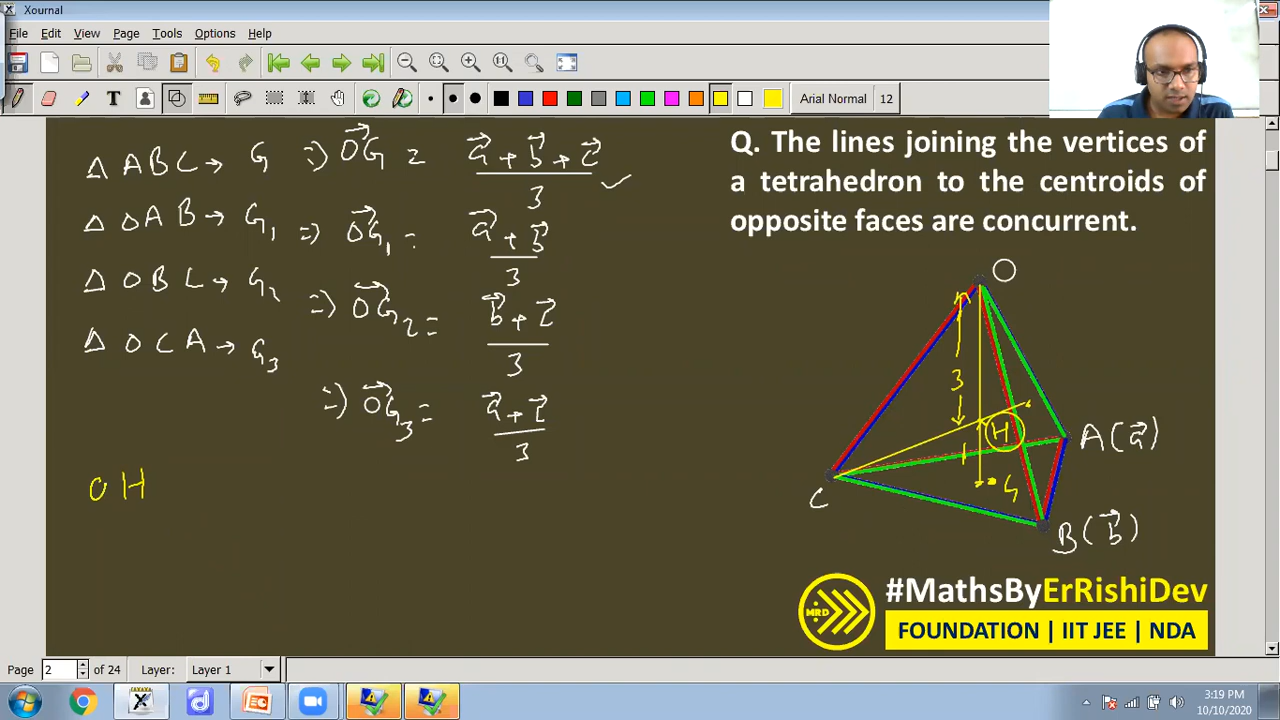 Xournal
File Edit View Page Tools Options Help
Arial Normal 12
Δ ABC → G ⇒ OG⃗ = a⃗ + b⃗ + c⃗ / 3 ✓
Δ OAB → G₁ ⇒ OG₁⃗ = a⃗ + b⃗ / 3
Δ OBC → G₂ ⇒ OG₂⃗ = b⃗ + c⃗ / 3
Δ OCA → G₃ ⇒ OG₃⃗ = a⃗ + c⃗ / 3
OH
Q. The lines joining the vertices of
a tetrahedron to the centroids of
opposite faces are concurrent.
O
3
H
1
G
A(a⃗)
C
B(b⃗)
MRD
#MathsByErRishiDev
FOUNDATION | IIT JEE | NDA
Page 2 of 24 Layer: Layer 1
3:19 PM
10/10/2020